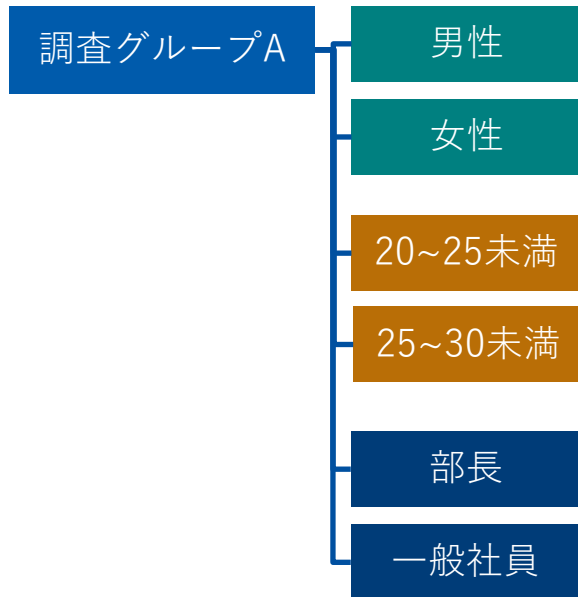 調査グループA
男性
女性
20~25未満
25~30未満
部長
一般社員